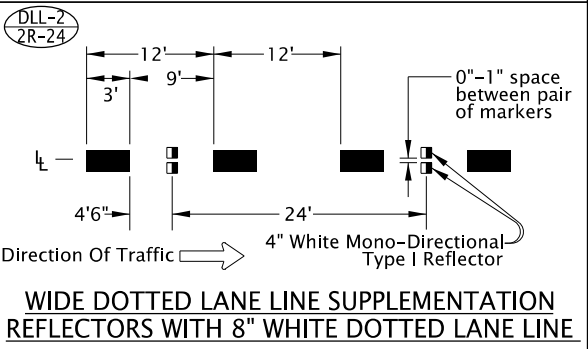 DLL-2
2R-24
12'
12'
3'
9'
0"-1" space
between pair
of markers
L
4'6"
24'
Direction Of Traffic
4" White Mono-Directional
Type I Reflector
WIDE DOTTED LANE LINE SUPPLEMENTATION
REFLECTORS WITH 8" WHITE DOTTED LANE LINE